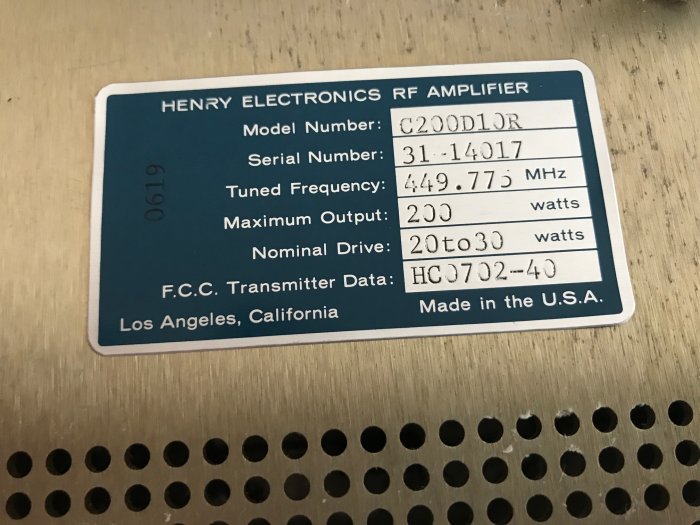 HENRY ELECTRONICS RF AMPLIFIER
Model Number: C200D10R
Serial Number: 31-14017
Tuned Frequency: 449.775 MHz
Maximum Output: 200 watts
Nominal Drive: 20to30 watts
F.C.C. Transmitter Data: HC0702-40
Los Angeles, California Made in the U.S.A.
0619